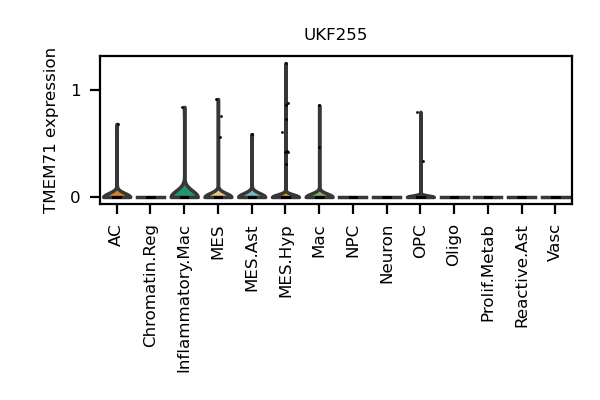 UKF255
TMEM71 expression
1
0
AC
Chromatin.Reg
Inflammatory.Mac
MES
MES.Ast
MES.Hyp
Mac
NPC
Neuron
OPC
Oligo
Prolif.Metab
Reactive.Ast
Vasc